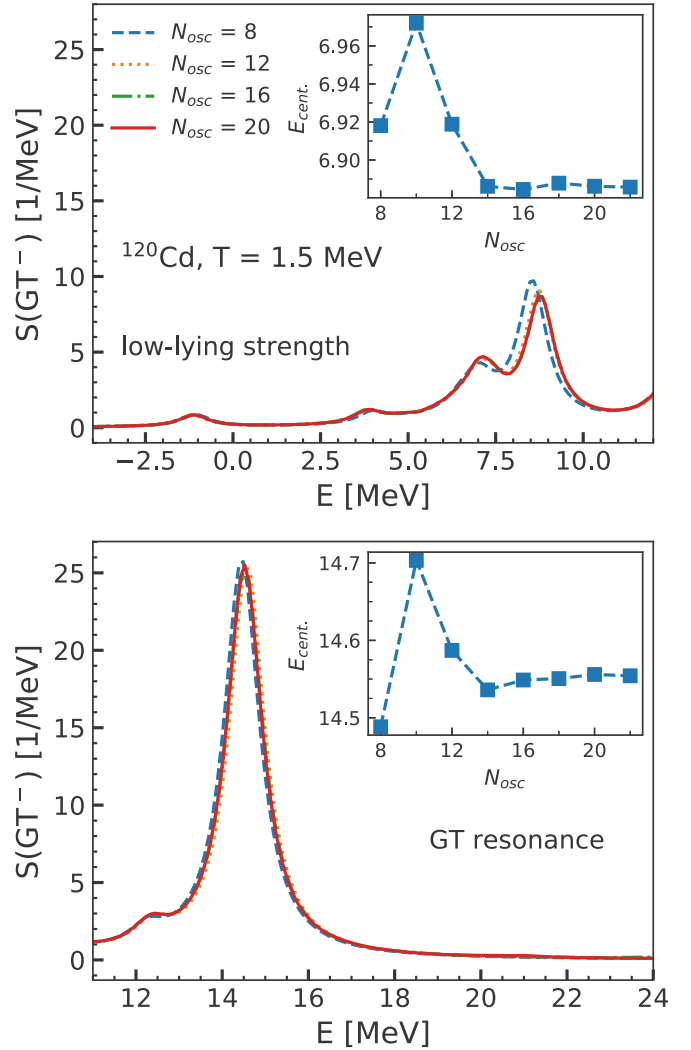 N_osc = 8
N_osc = 12
N_osc = 16
N_osc = 20
25
20
15
10
5
0
S(GT⁻) [1/MeV]
6.96
6.94
6.92
6.90
E_cent.
8
12
16
20
N_osc
¹²⁰Cd, T = 1.5 MeV
low-lying strength
−2.5
0.0
2.5
5.0
7.5
10.0
E [MeV]
25
20
15
10
5
0
S(GT⁻) [1/MeV]
14.7
14.6
14.5
E_cent.
8
12
16
20
N_osc
GT resonance
12
14
16
18
20
22
24
E [MeV]